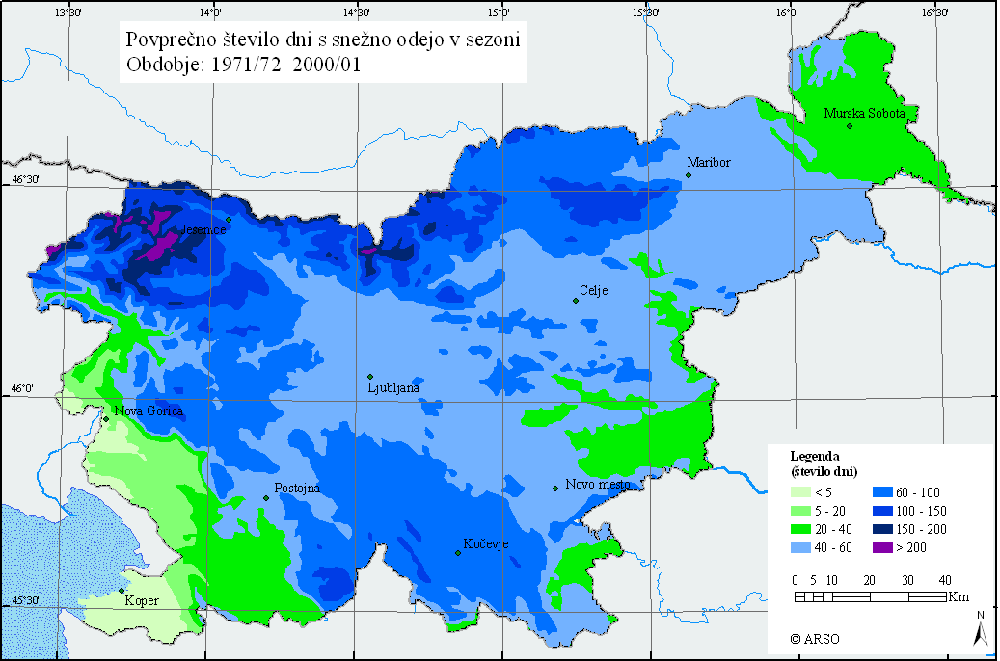 13°30'
14°0'
14°30'
15°0'
15°30'
16°0'
16°30'
Povprečno število dni s snežno odejo v sezoni
Obdobje: 1971/72–2000/01
Murska Sobota
Maribor
46°30'
Jesenice
Celje
46°0'
Ljubljana
Nova Gorica
Postojna
Novo mesto
Kočevje
45°30'
Koper
Legenda
(število dni)
< 5
5 - 20
20 - 40
40 - 60
60 - 100
100 - 150
150 - 200
> 200
0 5 10 20 30 40
Km
N
© ARSO